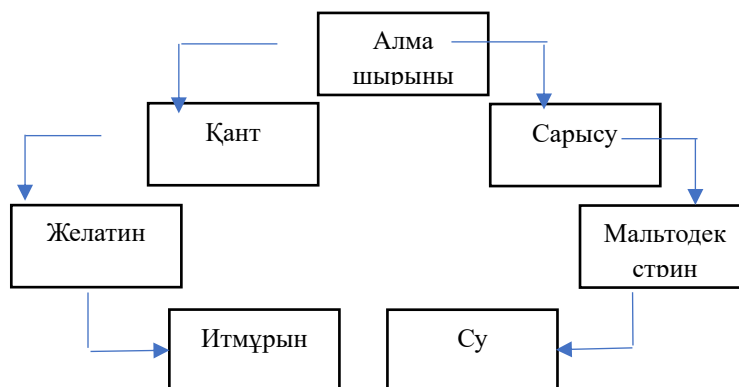 Алма
шырыны
Қант
Сарысу
Желатин
Мальтодек
стрин
Итмұрын
Су